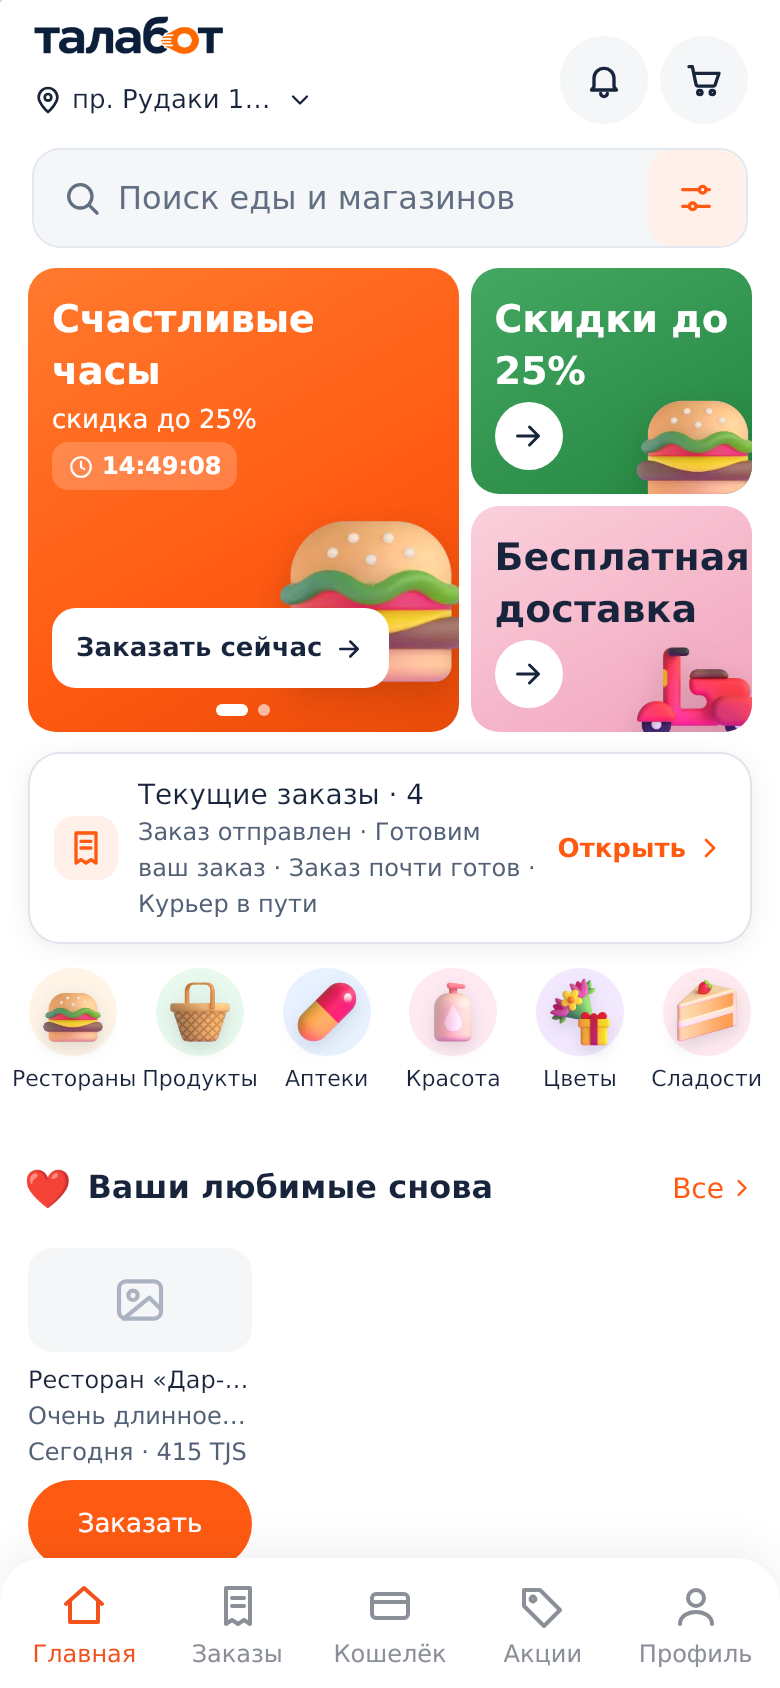 талабот
пр. Рудаки 1...
Поиск еды и магазинов
Счастливые
часы
скидка до 25%
14:49:08
Заказать сейчас
Скидки до
25%
Бесплатная
доставка
Текущие заказы · 4
Заказ отправлен · Готовим
ваш заказ · Заказ почти готов ·
Курьер в пути
Открыть
Рестораны Продукты Аптеки Красота Цветы Сладости
Ваши любимые снова
Все
Ресторан «Дар-...
Очень длинное...
Сегодня · 415 TJS
Заказать
Главная Заказы Кошелёк Акции Профиль